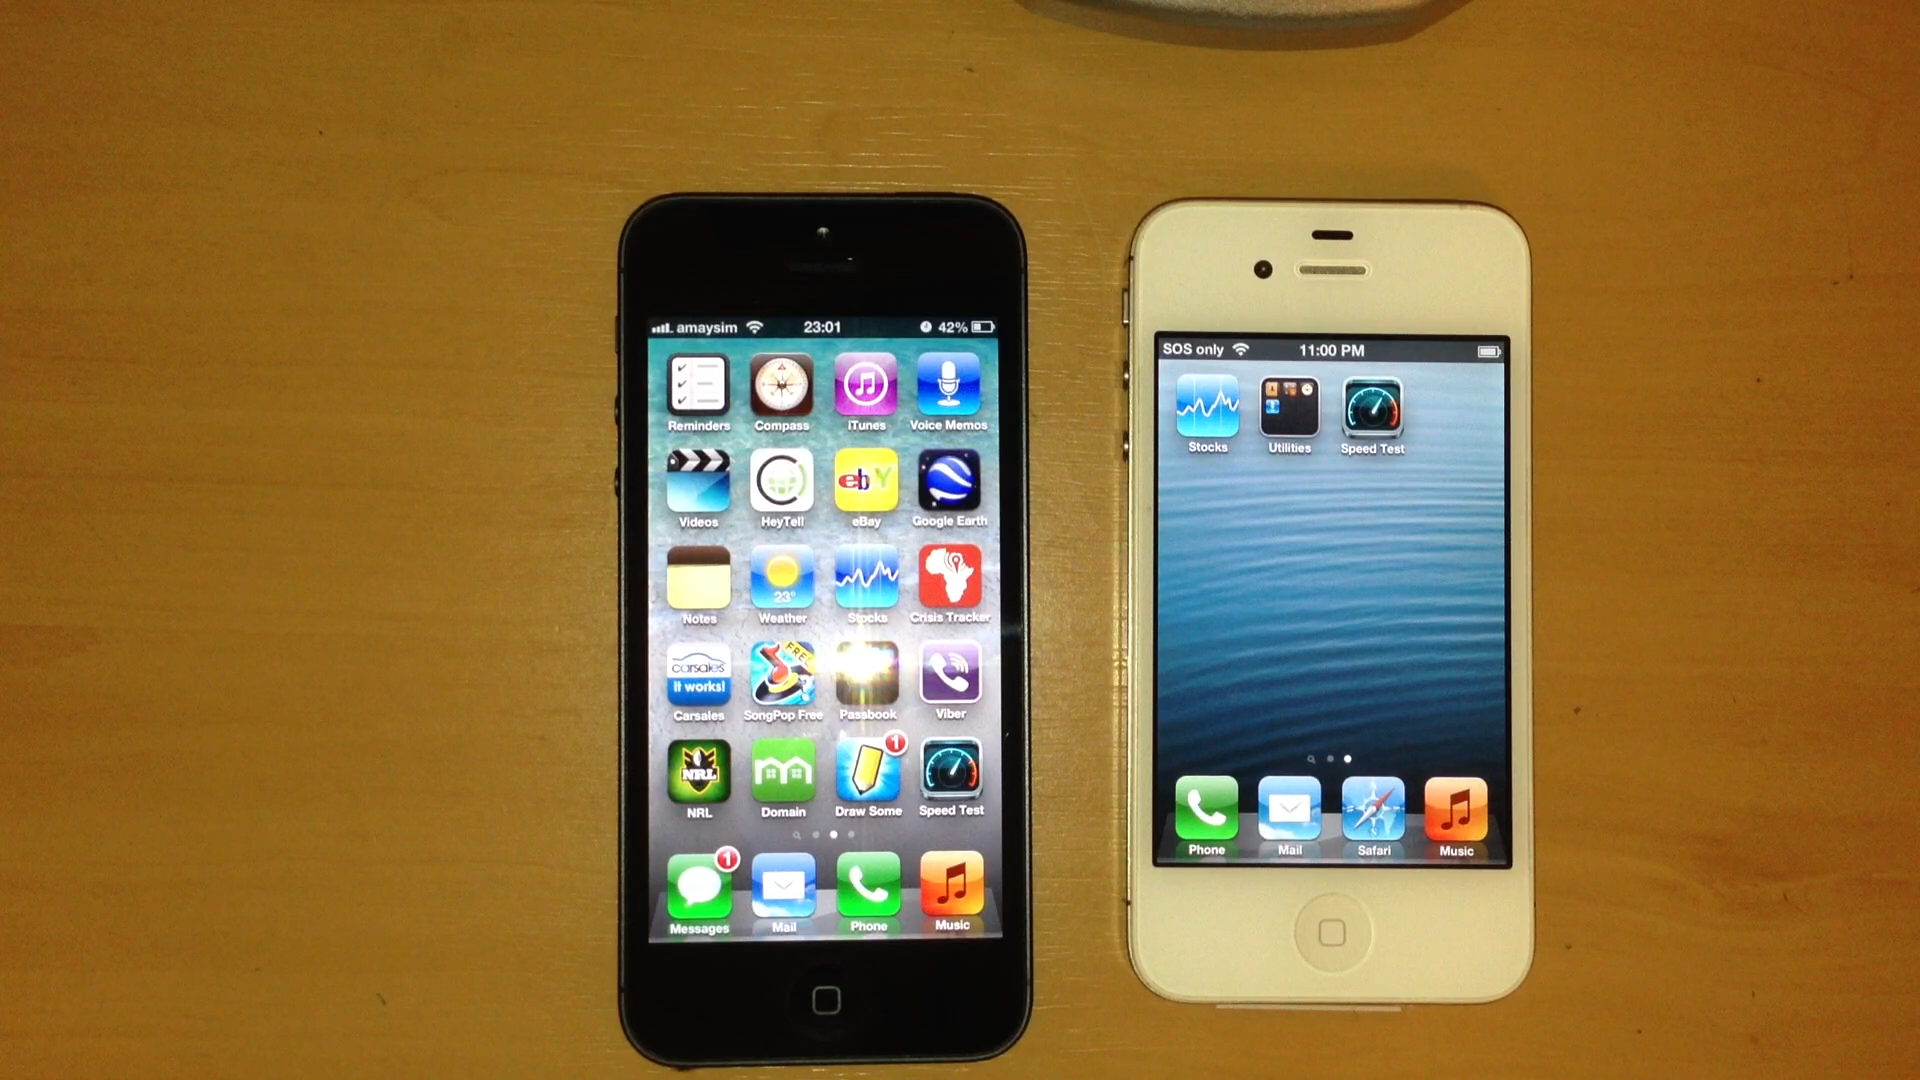 amaysim 23:01 42%
Reminders Compass iTunes Voice Memos
ebY
Videos HeyTell eBay Google Earth
23°
Notes Weather Stocks Crisis Tracker
carsales FREE
it works!
Carsales SongPop Free Passbook Viber
NRL 1
NRL Domain Draw Some Speed Test
1
Messages Mail Phone Music
SOS only 11:00 PM
Stocks Utilities Speed Test
Phone Mail Safari Music